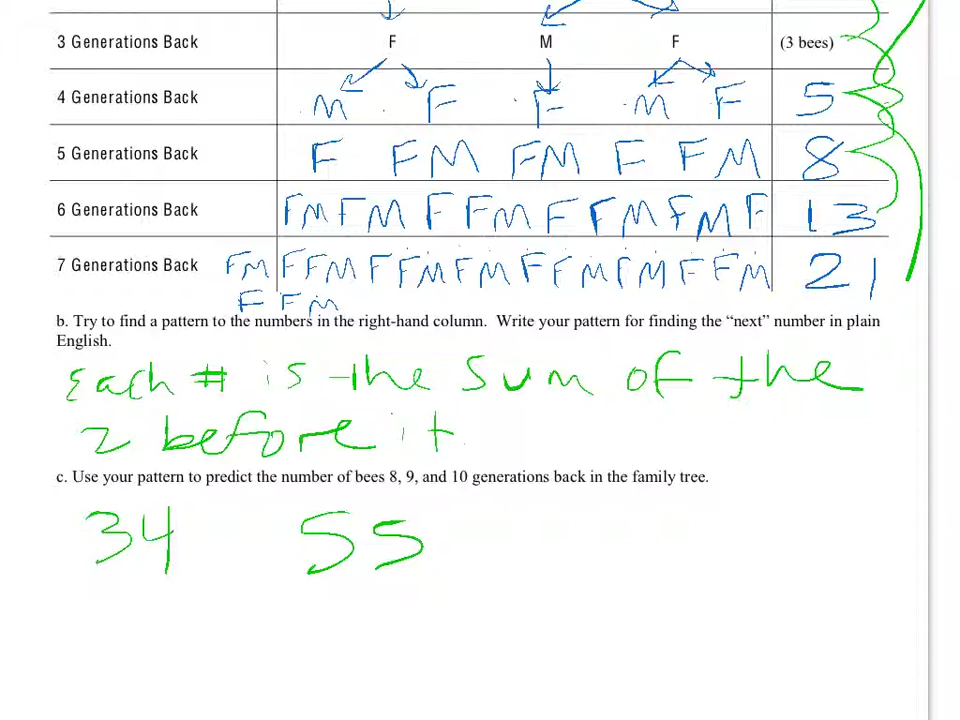 3 Generations Back F M F (3 bees)
4 Generations Back M F F M F 5
5 Generations Back F F M F M F F M 8
6 Generations Back F M F M F F M F F M F M F 13
7 Generations Back F M F F M F F M F M F F M F M F F M 21
F F M
b. Try to find a pattern to the numbers in the right-hand column. Write your pattern for finding the “next” number in plain
English.
Each # is the sum of the
2 before it.
c. Use your pattern to predict the number of bees 8, 9, and 10 generations back in the family tree.
34 55